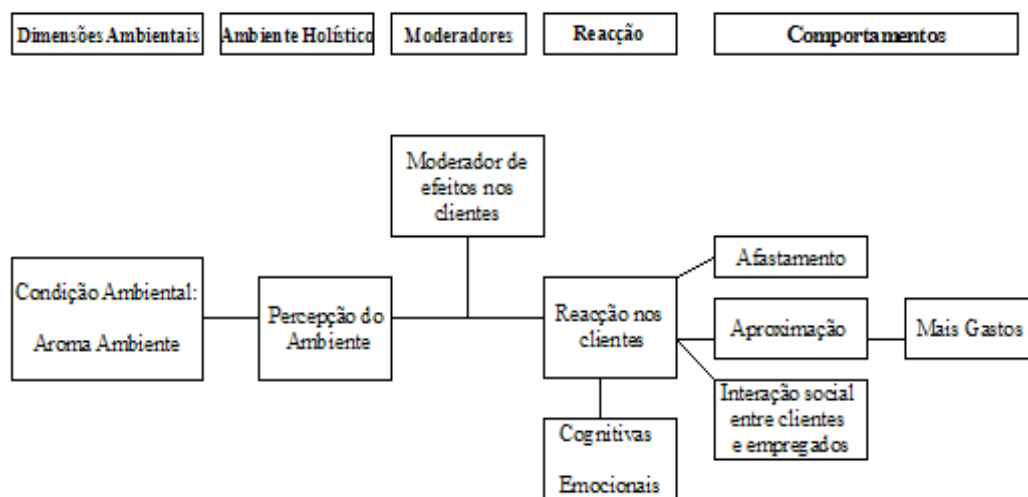 Dimensões Ambientais
Ambiente Holístico
Moderadores
Reacção
Comportamentos
Moderador de
efeitos nos
clientes
Condição Ambiental:
Aroma Ambiente
Percepção do
Ambiente
Reacção nos
clientes
Afastamento
Aproximação
Mais Gastos
Interação social
entre clientes
e empregados
Cognitivas
Emocionais